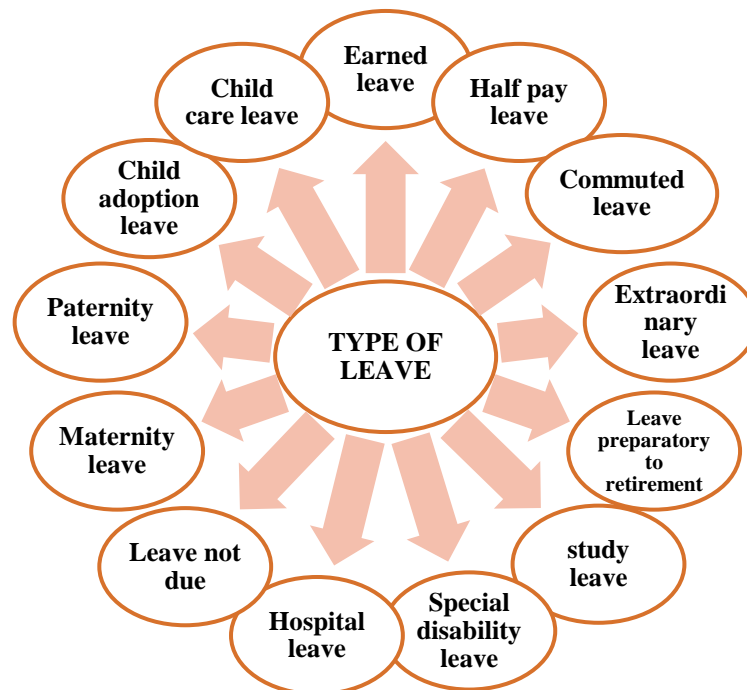 Earned
leave
Half pay
leave
Commuted
leave
Extraordi
nary
leave
Leave
preparatory
to
retirement
study
leave
Special
disability
leave
Hospital
leave
Leave not
due
Maternity
leave
Paternity
leave
Child
adoption
leave
Child
care leave
TYPE OF
LEAVE